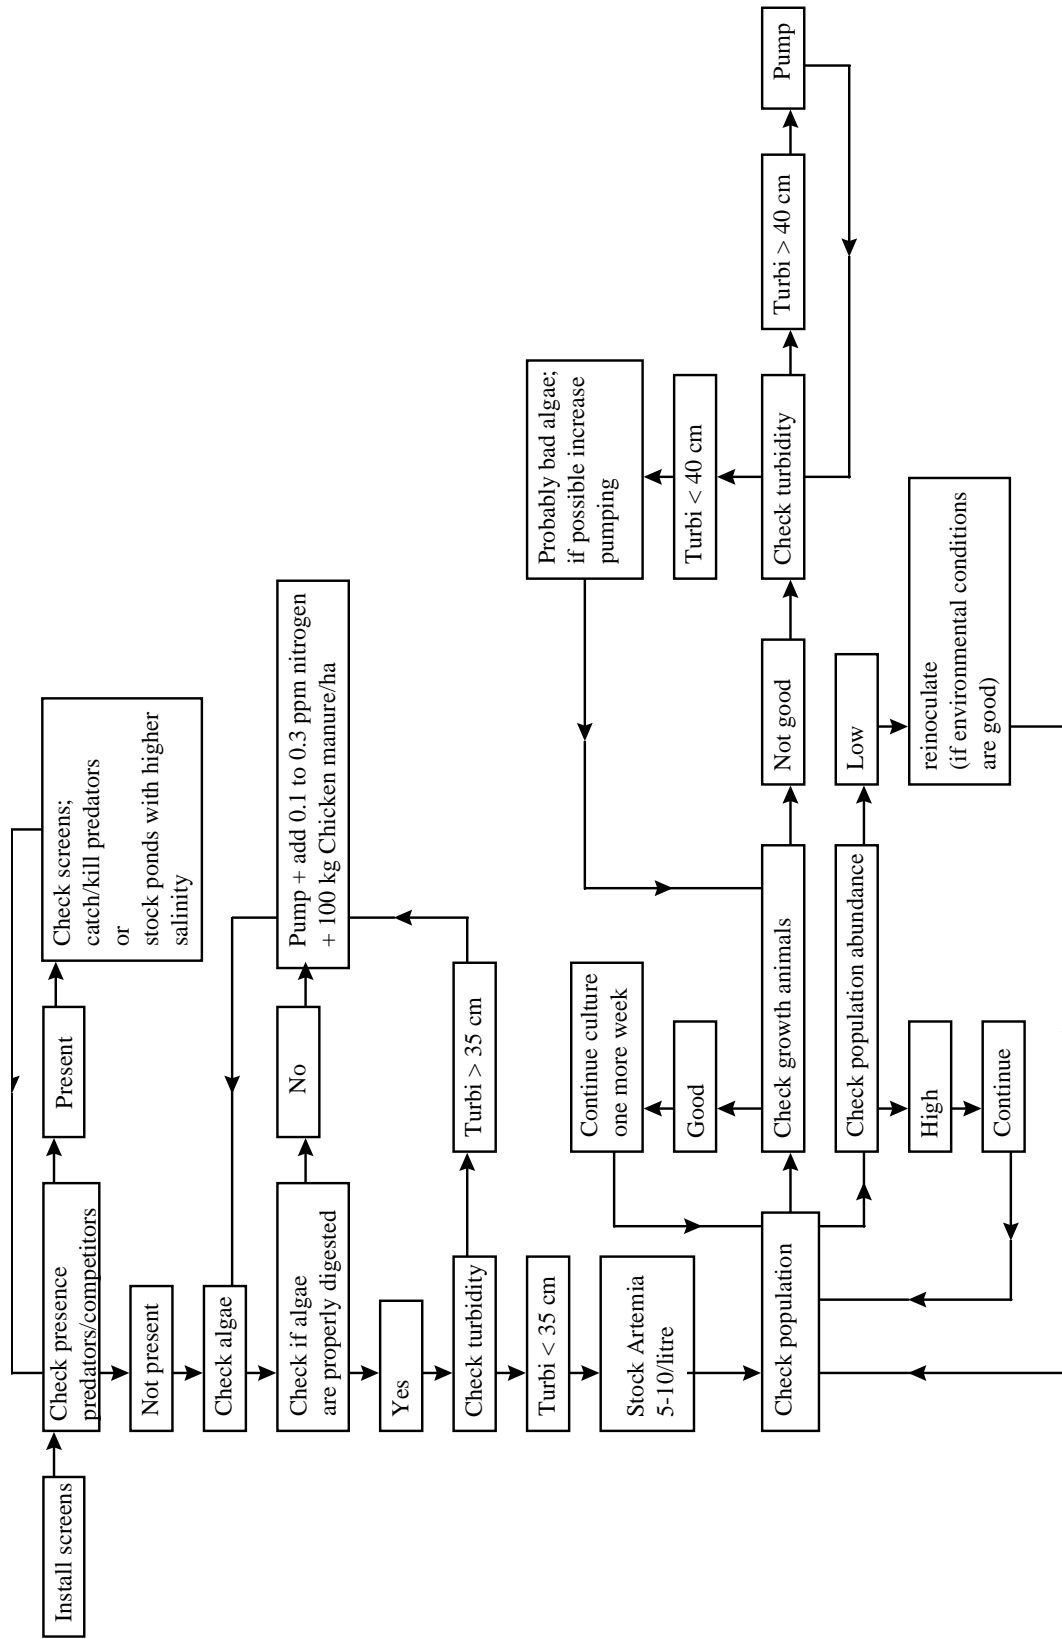 Install screens
Check presence
predators/competitors
Present
Check screens;
catch/kill predators
or
stock ponds with higher
salinity
Not present
Check algae
Check if algae
are properly digested
No
Pump + add 0.1 to 0.3 ppm nitrogen
+ 100 kg Chicken manure/ha
Yes
Check turbidity
Turbi > 35 cm
Turbi < 35 cm
Stock Artemia
5-10/litre
Check population
Continue culture
one more week
Good
Check growth animals
Not good
Check turbidity
Turbi > 40 cm
Pump
Turbi < 40 cm
Probably bad algae;
if possible increase
pumping
Check population abundance
Low
reinoculate
(if environmental conditions
are good)
High
Continue